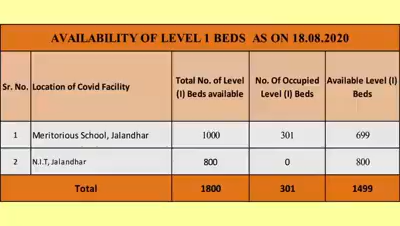 AVAILABILITY OF LEVEL 1 BEDS AS ON 18.08.2020
Sr. No. Location of Covid Facility Total No. of Level (I) Beds available No. Of Occupied Level (I) Beds Available Level (I) Beds
1 Meritorious School, Jalandhar 1000 301 699
2 N.I.T, Jalandhar 800 0 800
Total 1800 301 1499